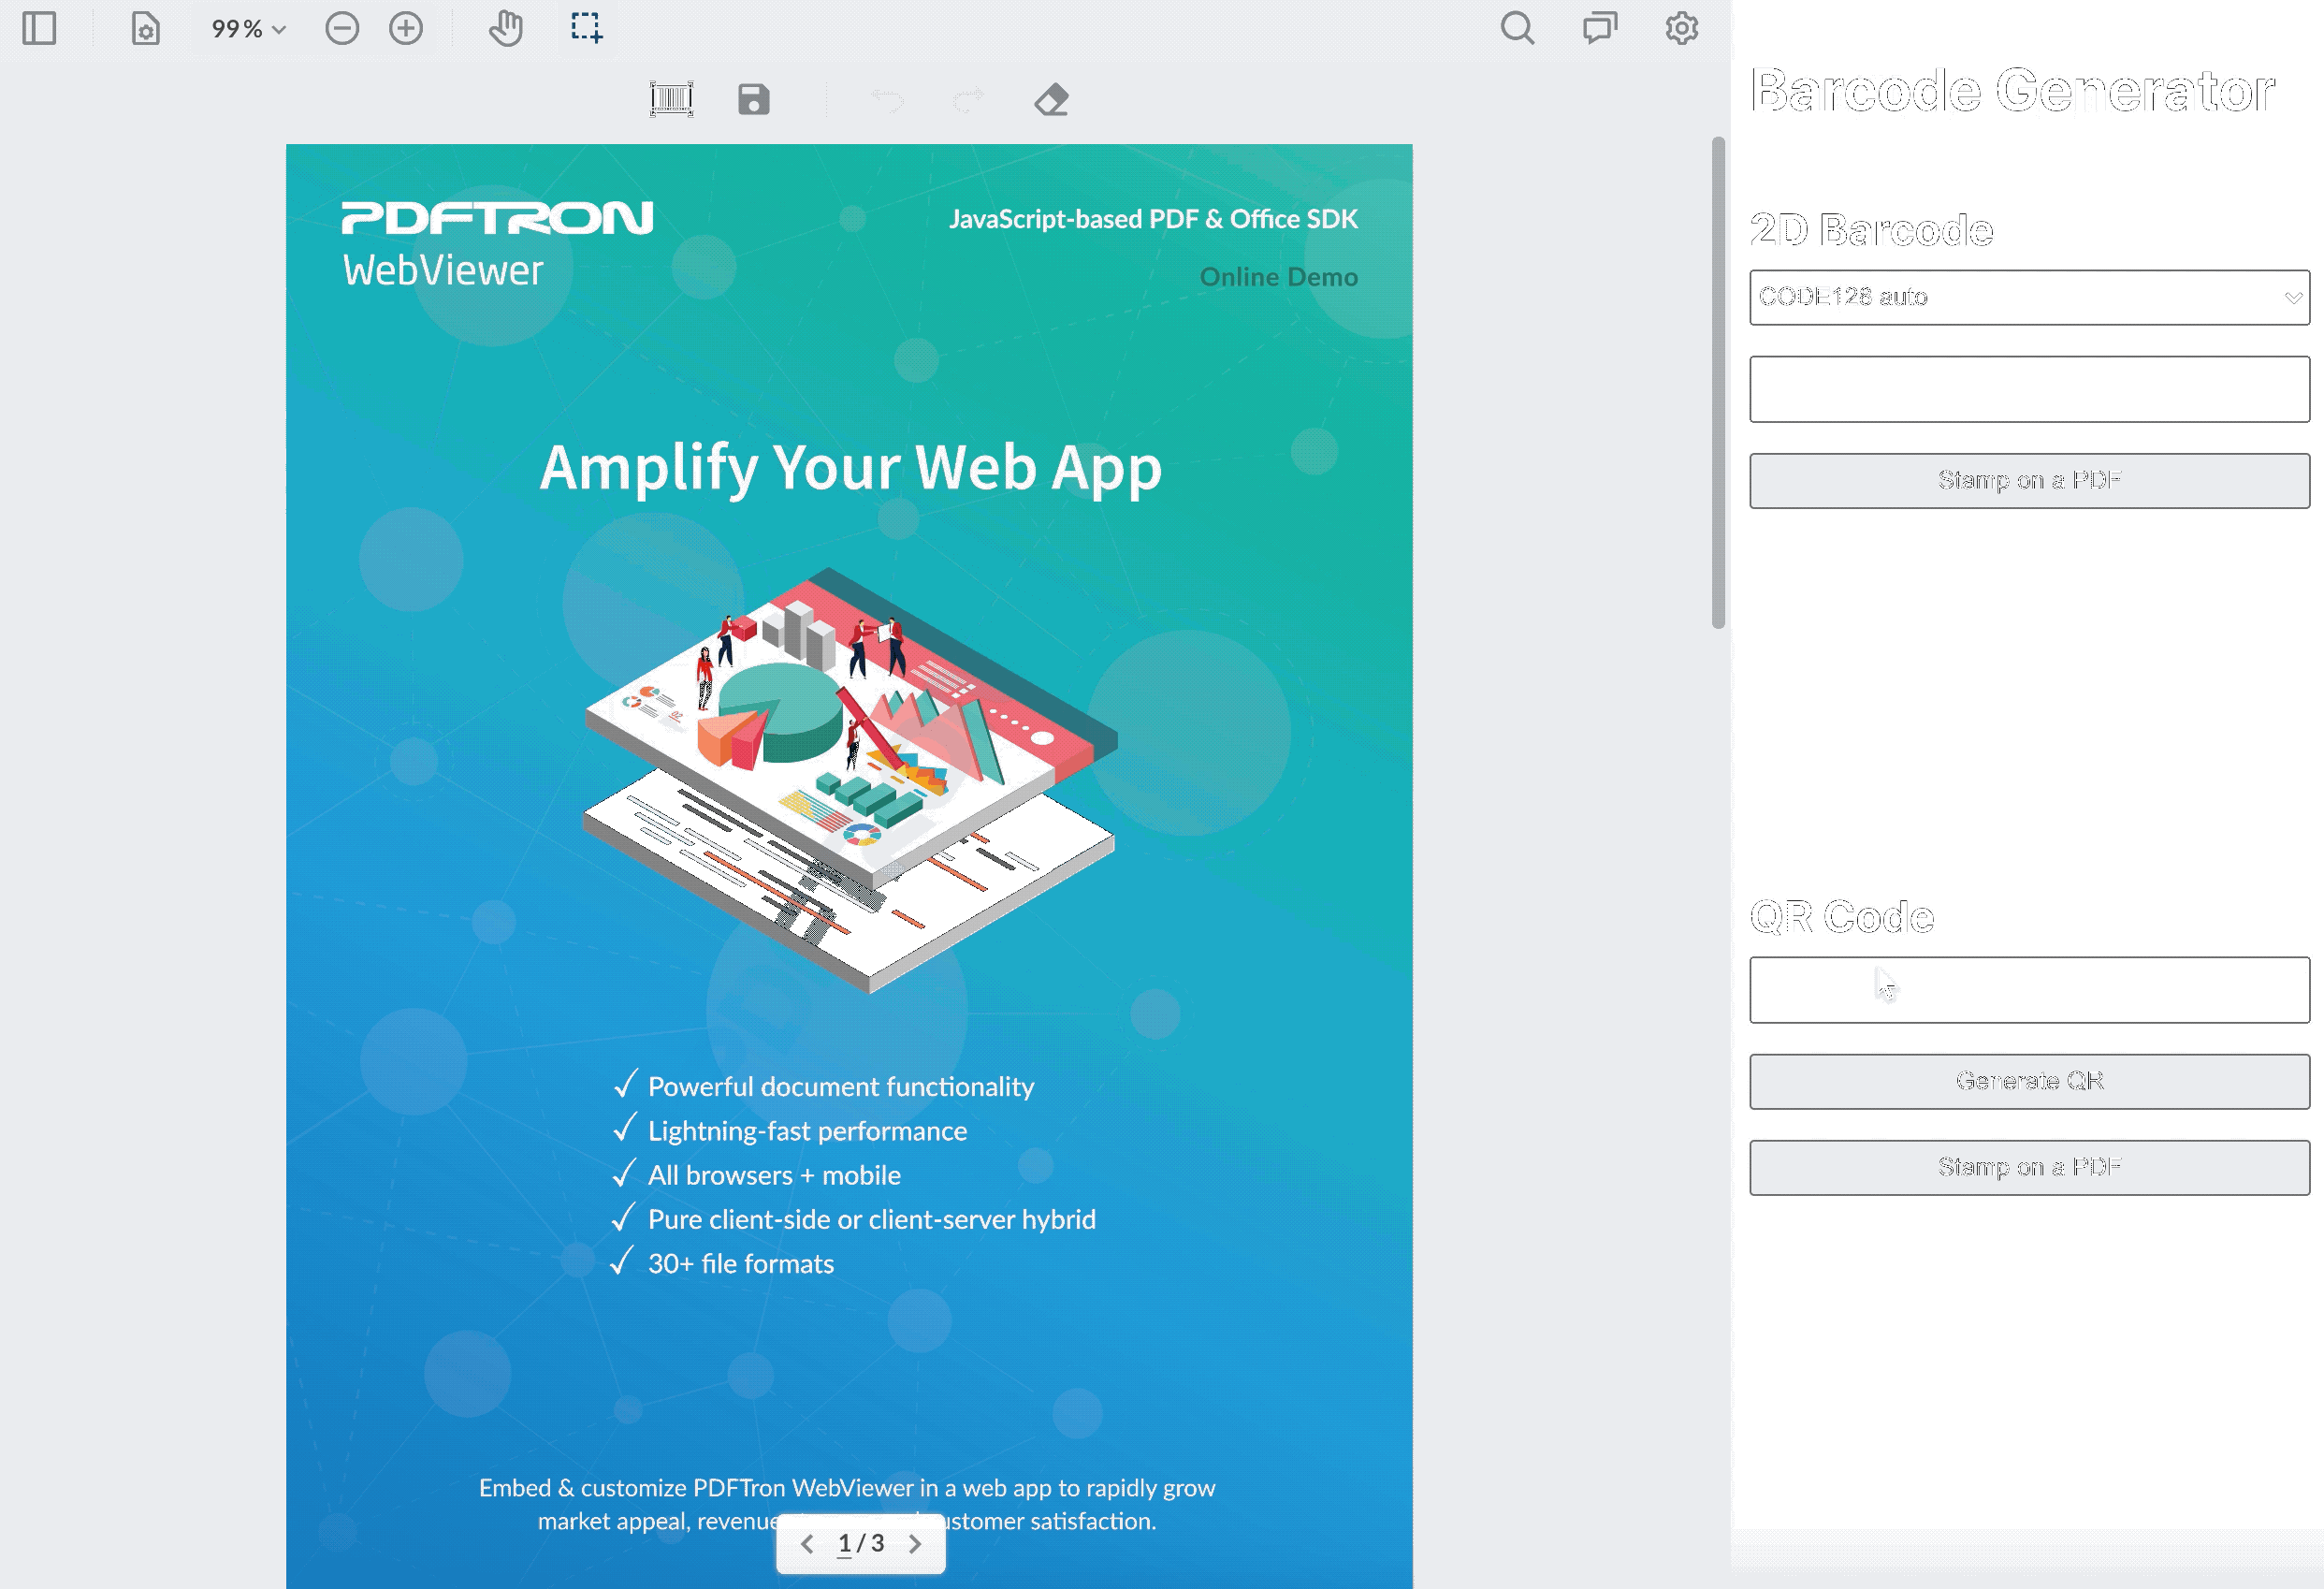 99%
PDFTRON
WebViewer
JavaScript-based PDF & Office SDK
Online Demo
Amplify Your Web App
✓ Powerful document functionality
✓ Lightning-fast performance
✓ All browsers + mobile
✓ Pure client-side or client-server hybrid
✓ 30+ file formats
Embed & customize PDFTron WebViewer in a web app to rapidly grow
market appeal, revenue customer satisfaction.
1 / 3
Barcode Generator
2D Barcode
CODE128 auto
Stamp on a PDF
QR Code
Generate QR
Stamp on a PDF